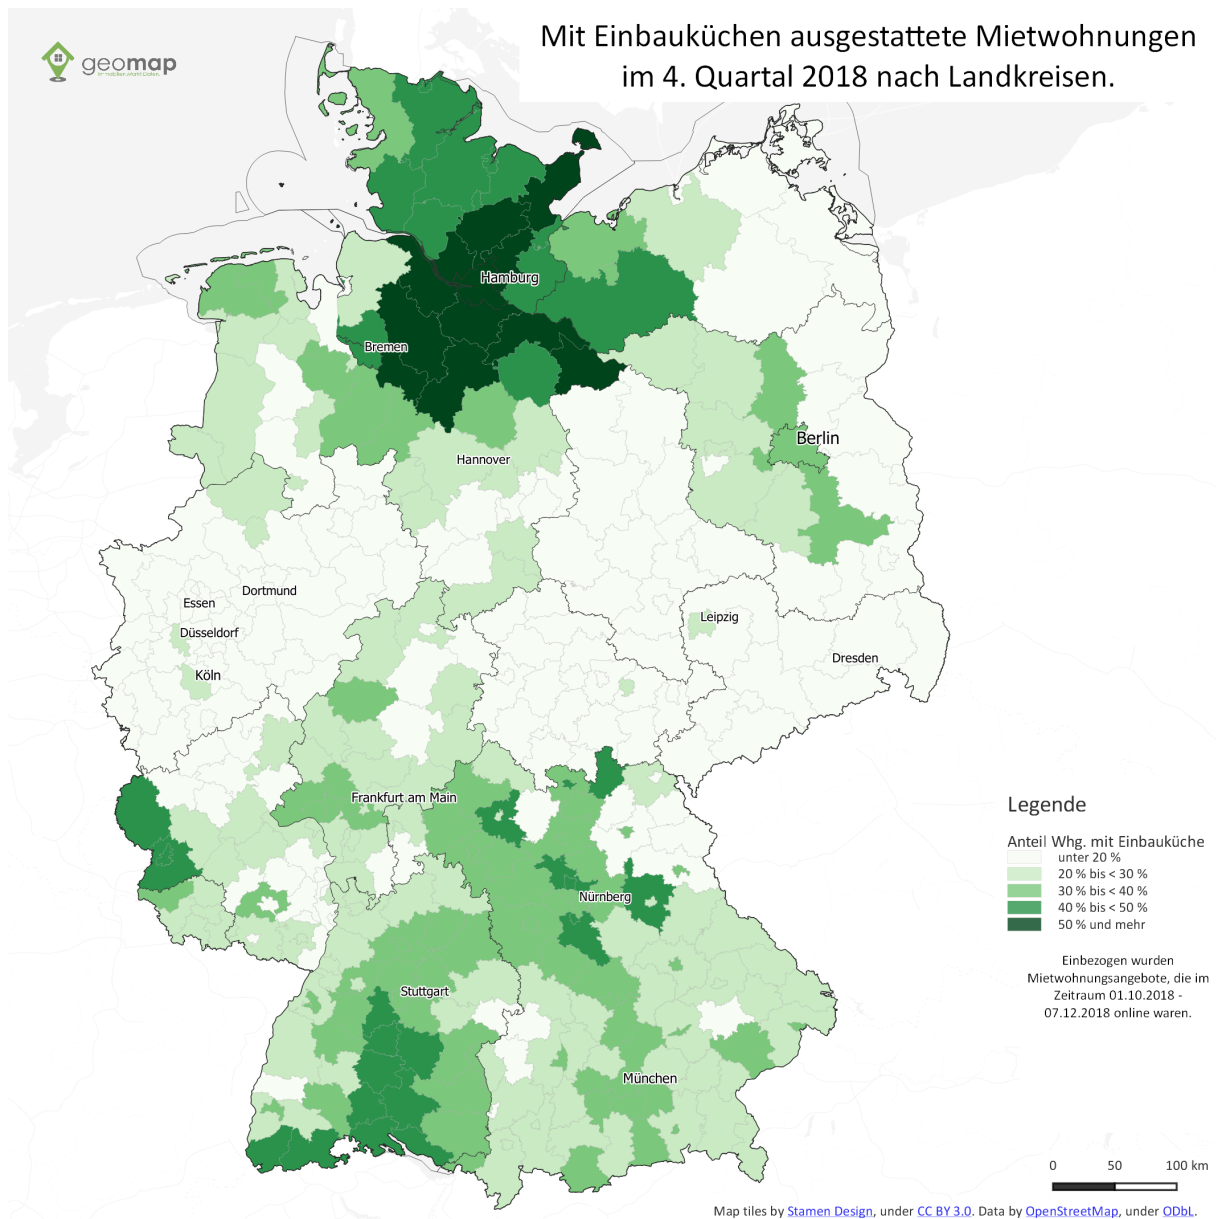 Mit Einbauküchen ausgestattete Mietwohnungen
im 4. Quartal 2018 nach Landkreisen.
geomap
Immobilien.Markt.Daten.
Hamburg
Bremen
Berlin
Hannover
Dortmund
Essen
Düsseldorf
Leipzig
Köln
Dresden
Frankfurt am Main
Nürnberg
Stuttgart
München
Legende
Anteil Whg. mit Einbauküche
unter 20 %
20 % bis < 30 %
30 % bis < 40 %
40 % bis < 50 %
50 % und mehr
Einbezogen wurden
Mietwohnungsangebote, die im
Zeitraum 01.10.2018 -
07.12.2018 online waren.
0 50 100 km
Map tiles by Stamen Design, under CC BY 3.0. Data by OpenStreetMap, under ODbL.